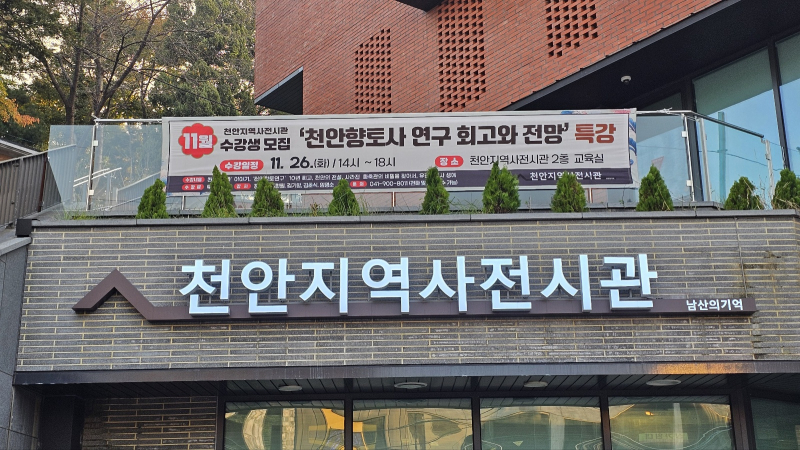 11월
천안지역사전시관
수강생 모집
'천안향토사 연구 회고와 전망' 특강
수강일정 11. 26.(화) / 14시 ~ 18시
장소 천안지역사전시관 2층 교육실
041-900-8011
천안지역사전시관
천안지역사전시관
남산의기억